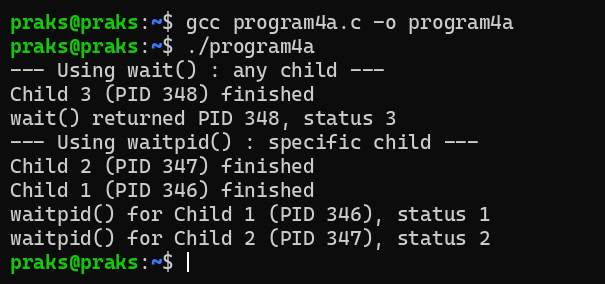 praks@praks:~$ gcc program4a.c -o program4a
praks@praks:~$ ./program4a
--- Using wait() : any child ---
Child 3 (PID 348) finished
wait() returned PID 348, status 3
--- Using waitpid() : specific child ---
Child 2 (PID 347) finished
Child 1 (PID 346) finished
waitpid() for Child 1 (PID 346), status 1
waitpid() for Child 2 (PID 347), status 2
praks@praks:~$